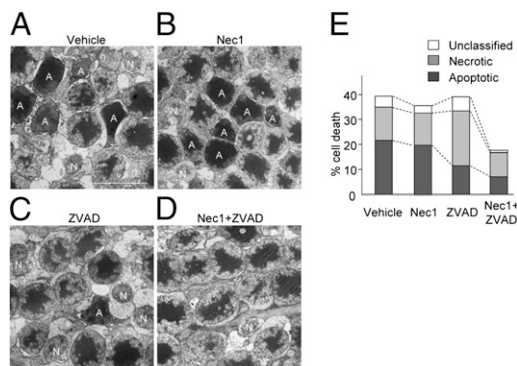 A
Vehicle
A
A
N
A
A
A
N
B
Nec1
A
A
A
N
A
A
A
C
ZVAD
N
N
A
N
D
Nec1+ZVAD
N
N
E
Unclassified
Necrotic
Apoptotic
% cell death
40
30
20
10
0
Vehicle
Nec1
ZVAD
Nec1+
ZVAD